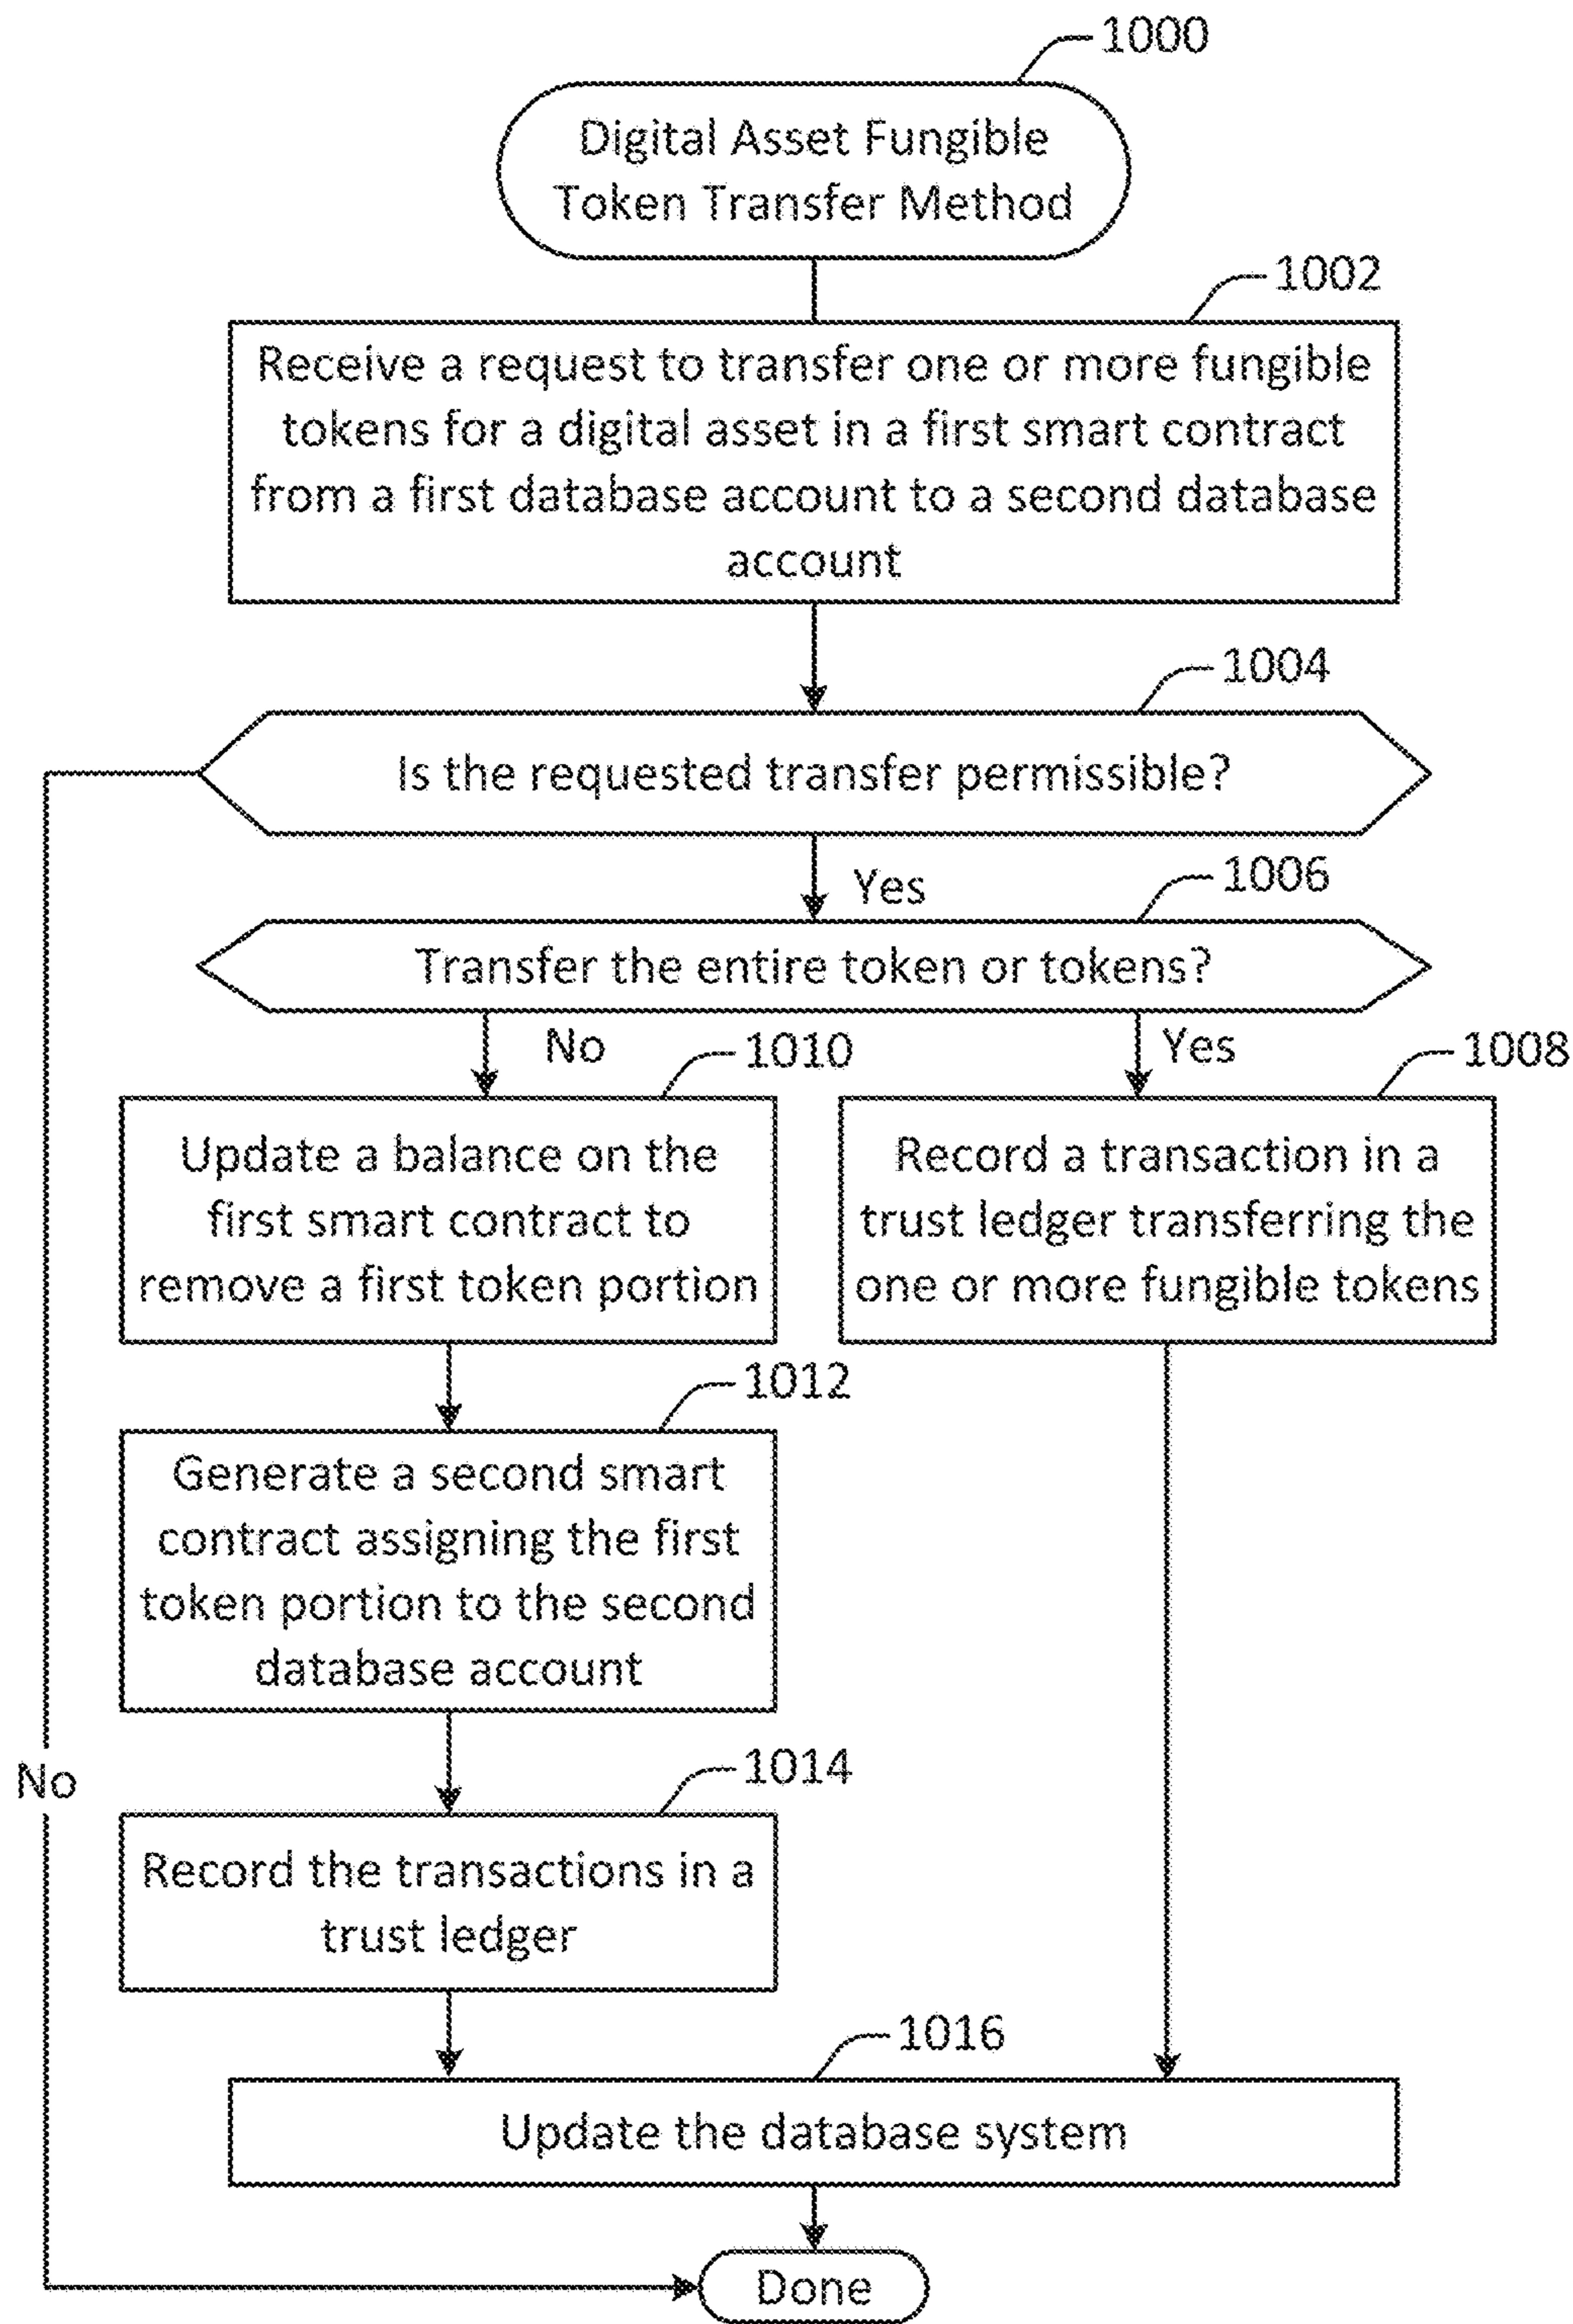 1000
Digital Asset Fungible
Token Transfer Method
1002
Receive a request to transfer one or more fungible
tokens for a digital asset in a first smart contract
from a first database account to a second database
account
1004
Is the requested transfer permissible?
Yes
1006
Transfer the entire token or tokens?
No
1010
Yes
1008
Update a balance on the
first smart contract to
remove a first token portion
Record a transaction in a
trust ledger transferring the
one or more fungible tokens
1012
Generate a second smart
contract assigning the first
token portion to the second
database account
No
1014
Record the transactions in a
trust ledger
1016
Update the database system
Done